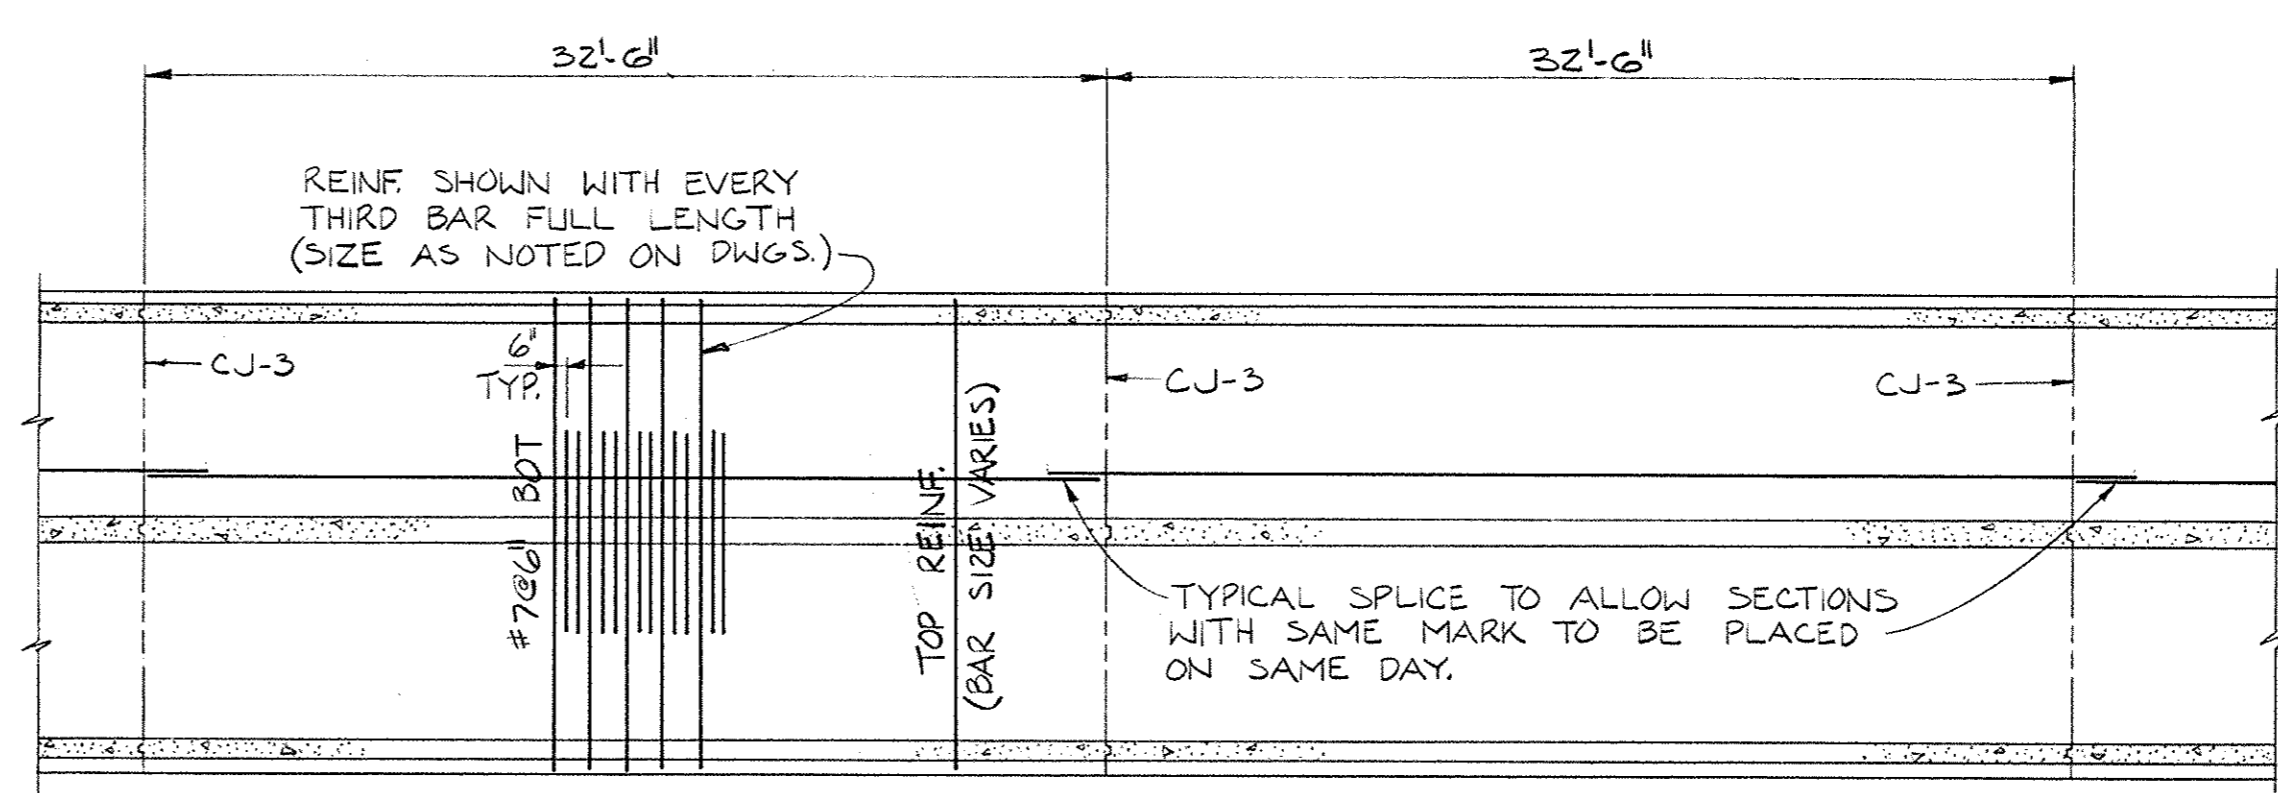 32'-6"
32'-6"
REINF. SHOWN WITH EVERY
THIRD BAR FULL LENGTH
(SIZE AS NOTED ON DWGS.)
6"
TYP.
CJ-3
CJ-3
CJ-3
#7@6" BOT
TOP REINF.
(BAR SIZE VARIES)
TYPICAL SPLICE TO ALLOW SECTIONS
WITH SAME MARK TO BE PLACED
ON SAME DAY.